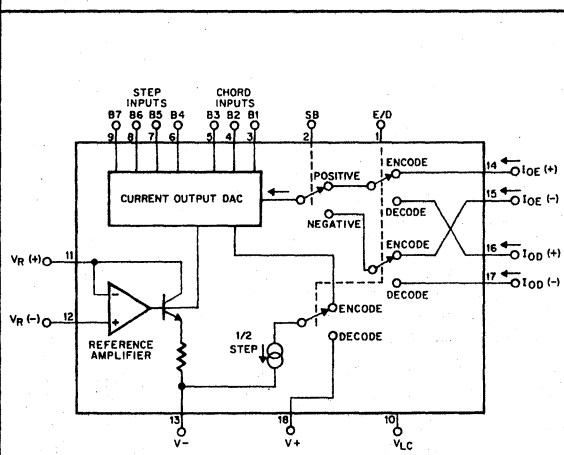 STEP INPUTS
CHORD INPUTS
B7 B6 B5 B4 B3 B2 B1 SB E/D
9 8 7 6 5 4 3 2 1
POSITIVE
ENCODE
14
IOE (+)
CURRENT OUTPUT DAC
15
IOE (-)
NEGATIVE
DECODE
ENCODE
16
IOD (+)
VR (+)
11
17
IOD (-)
DECODE
-
+
VR (-)
12
REFERENCE AMPLIFIER
1/2 STEP
ENCODE
DECODE
13
18
10
V-
V+
VLC